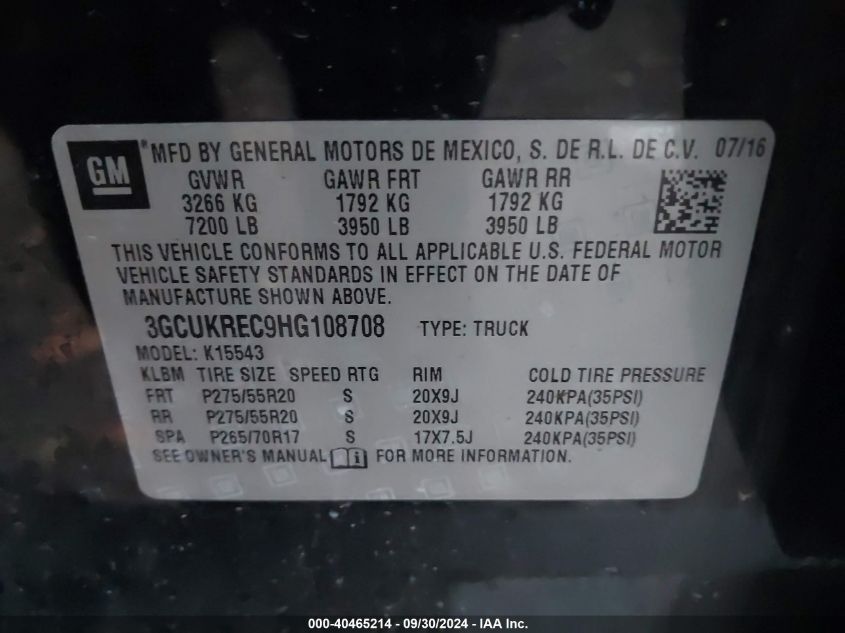 GM
*MFD BY GENERAL MOTORS DE MEXICO, S. DE R.L. DE C.V. 07/16
GVWR GAWR FRT GAWR RR
3266 KG 1792 KG 1792 KG
7200 LB 3950 LB 3950 LB
THIS VEHICLE CONFORMS TO ALL APPLICABLE U.S. FEDERAL MOTOR
VEHICLE SAFETY STANDARDS IN EFFECT ON THE DATE OF
MANUFACTURE SHOWN ABOVE.
3GCUKREC9HG108708 TYPE: TRUCK
MODEL: K15543
KLBM TIRE SIZE SPEED RTG RIM COLD TIRE PRESSURE
FRT P275/55R20 S 20X9J 240KPA(35PSI)
RR P275/55R20 S 20X9J 240KPA(35PSI)
SPA P265/70R17 S 17X7.5J 240KPA(35PSI)
SEE OWNER'S MANUAL i FOR MORE INFORMATION.
000-40465214 - 09/30/2024 - IAA Inc.